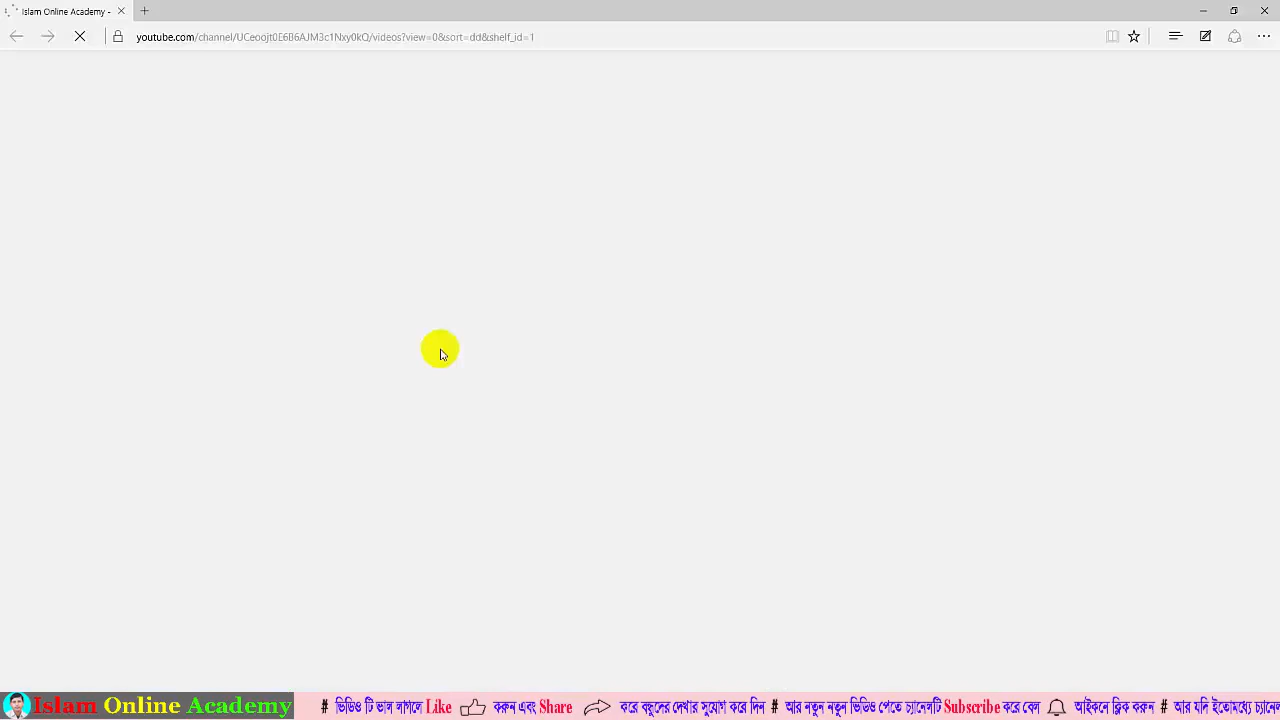 Islam Online Academy -
youtube.com/channel/UCeoojt0E6B6AJM3c1Nxy0kQ/videos?view=0&sort=dd&shelf_id=1
Islam Online Academy # ভিডিও টি ভাল লাগলে Like করুন এবং Share করে বন্ধুদের দেখার সুযোগ করে দিন # আর নতুন নতুন ভিডিও পেতে চ্যানেলটি Subscribe করে বেল আইকনে ক্লিক করুন # আর যদি ইতোমধ্যে চ্যানে